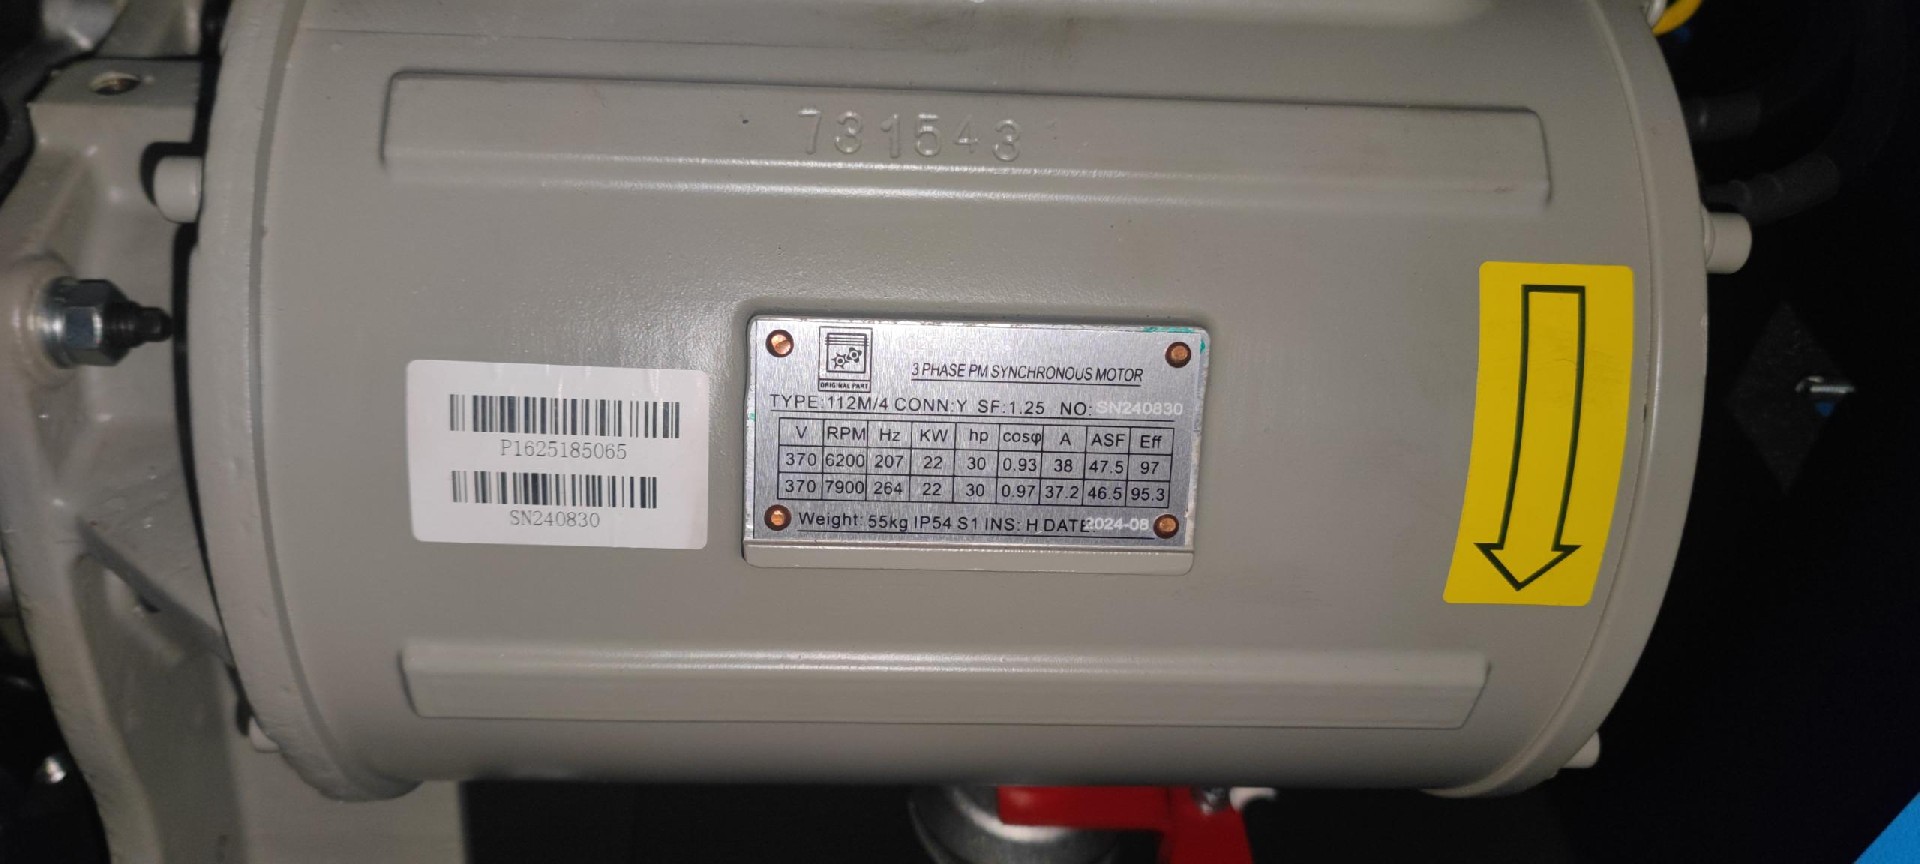 731543
ORIGINAL PART
3 PHASE PM SYNCHRONOUS MOTOR
TYPE:112M/4 CONN:Y SF:1.25 NO:SN240830
V RPM Hz KW hp cosφ A ASF Eff
370 6200 207 22 30 0.93 38 47.5 97
370 7900 264 22 30 0.97 37.2 46.5 95.3
Weight: 55kg IP54 S1 INS: H DATE 2024-08
P1625185065
SN240830